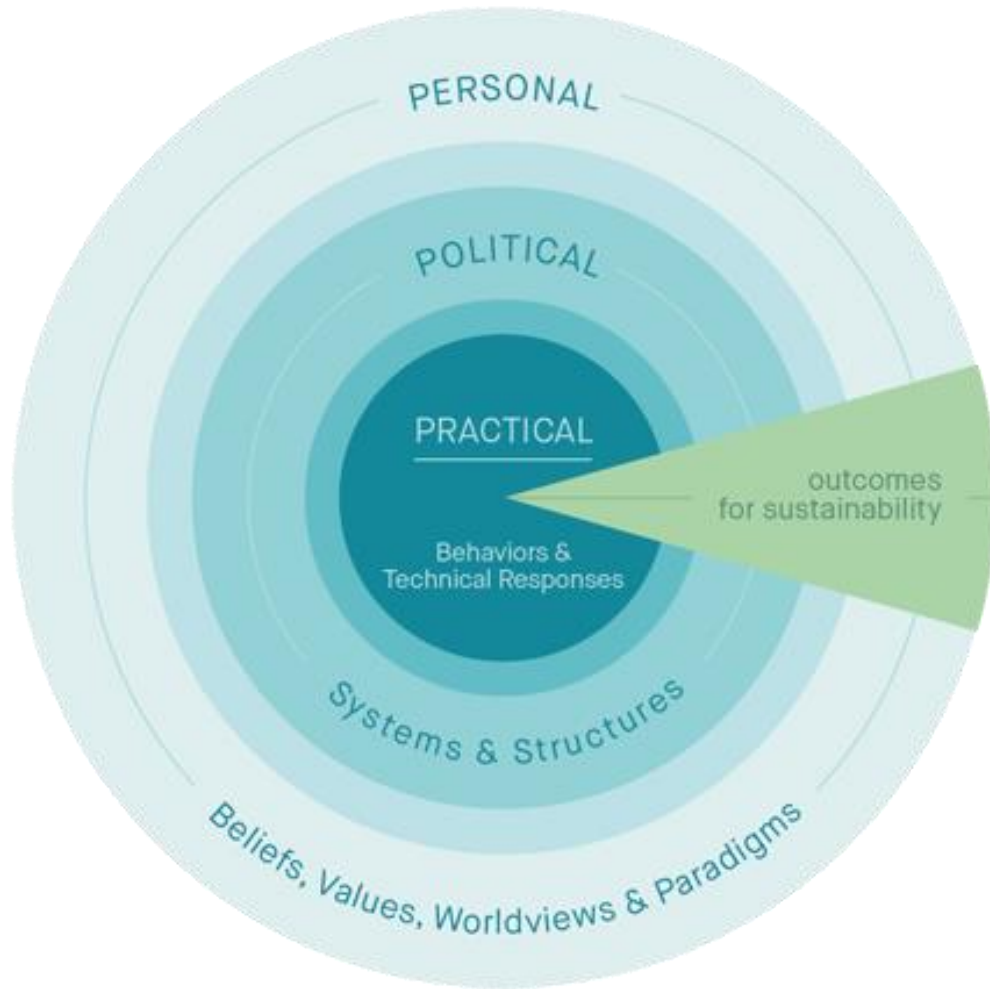 PERSONAL
POLITICAL
PRACTICAL
outcomes
for sustainability
Behaviors &
Technical Responses
Systems & Structures
Beliefs, Values, Worldviews & Paradigms